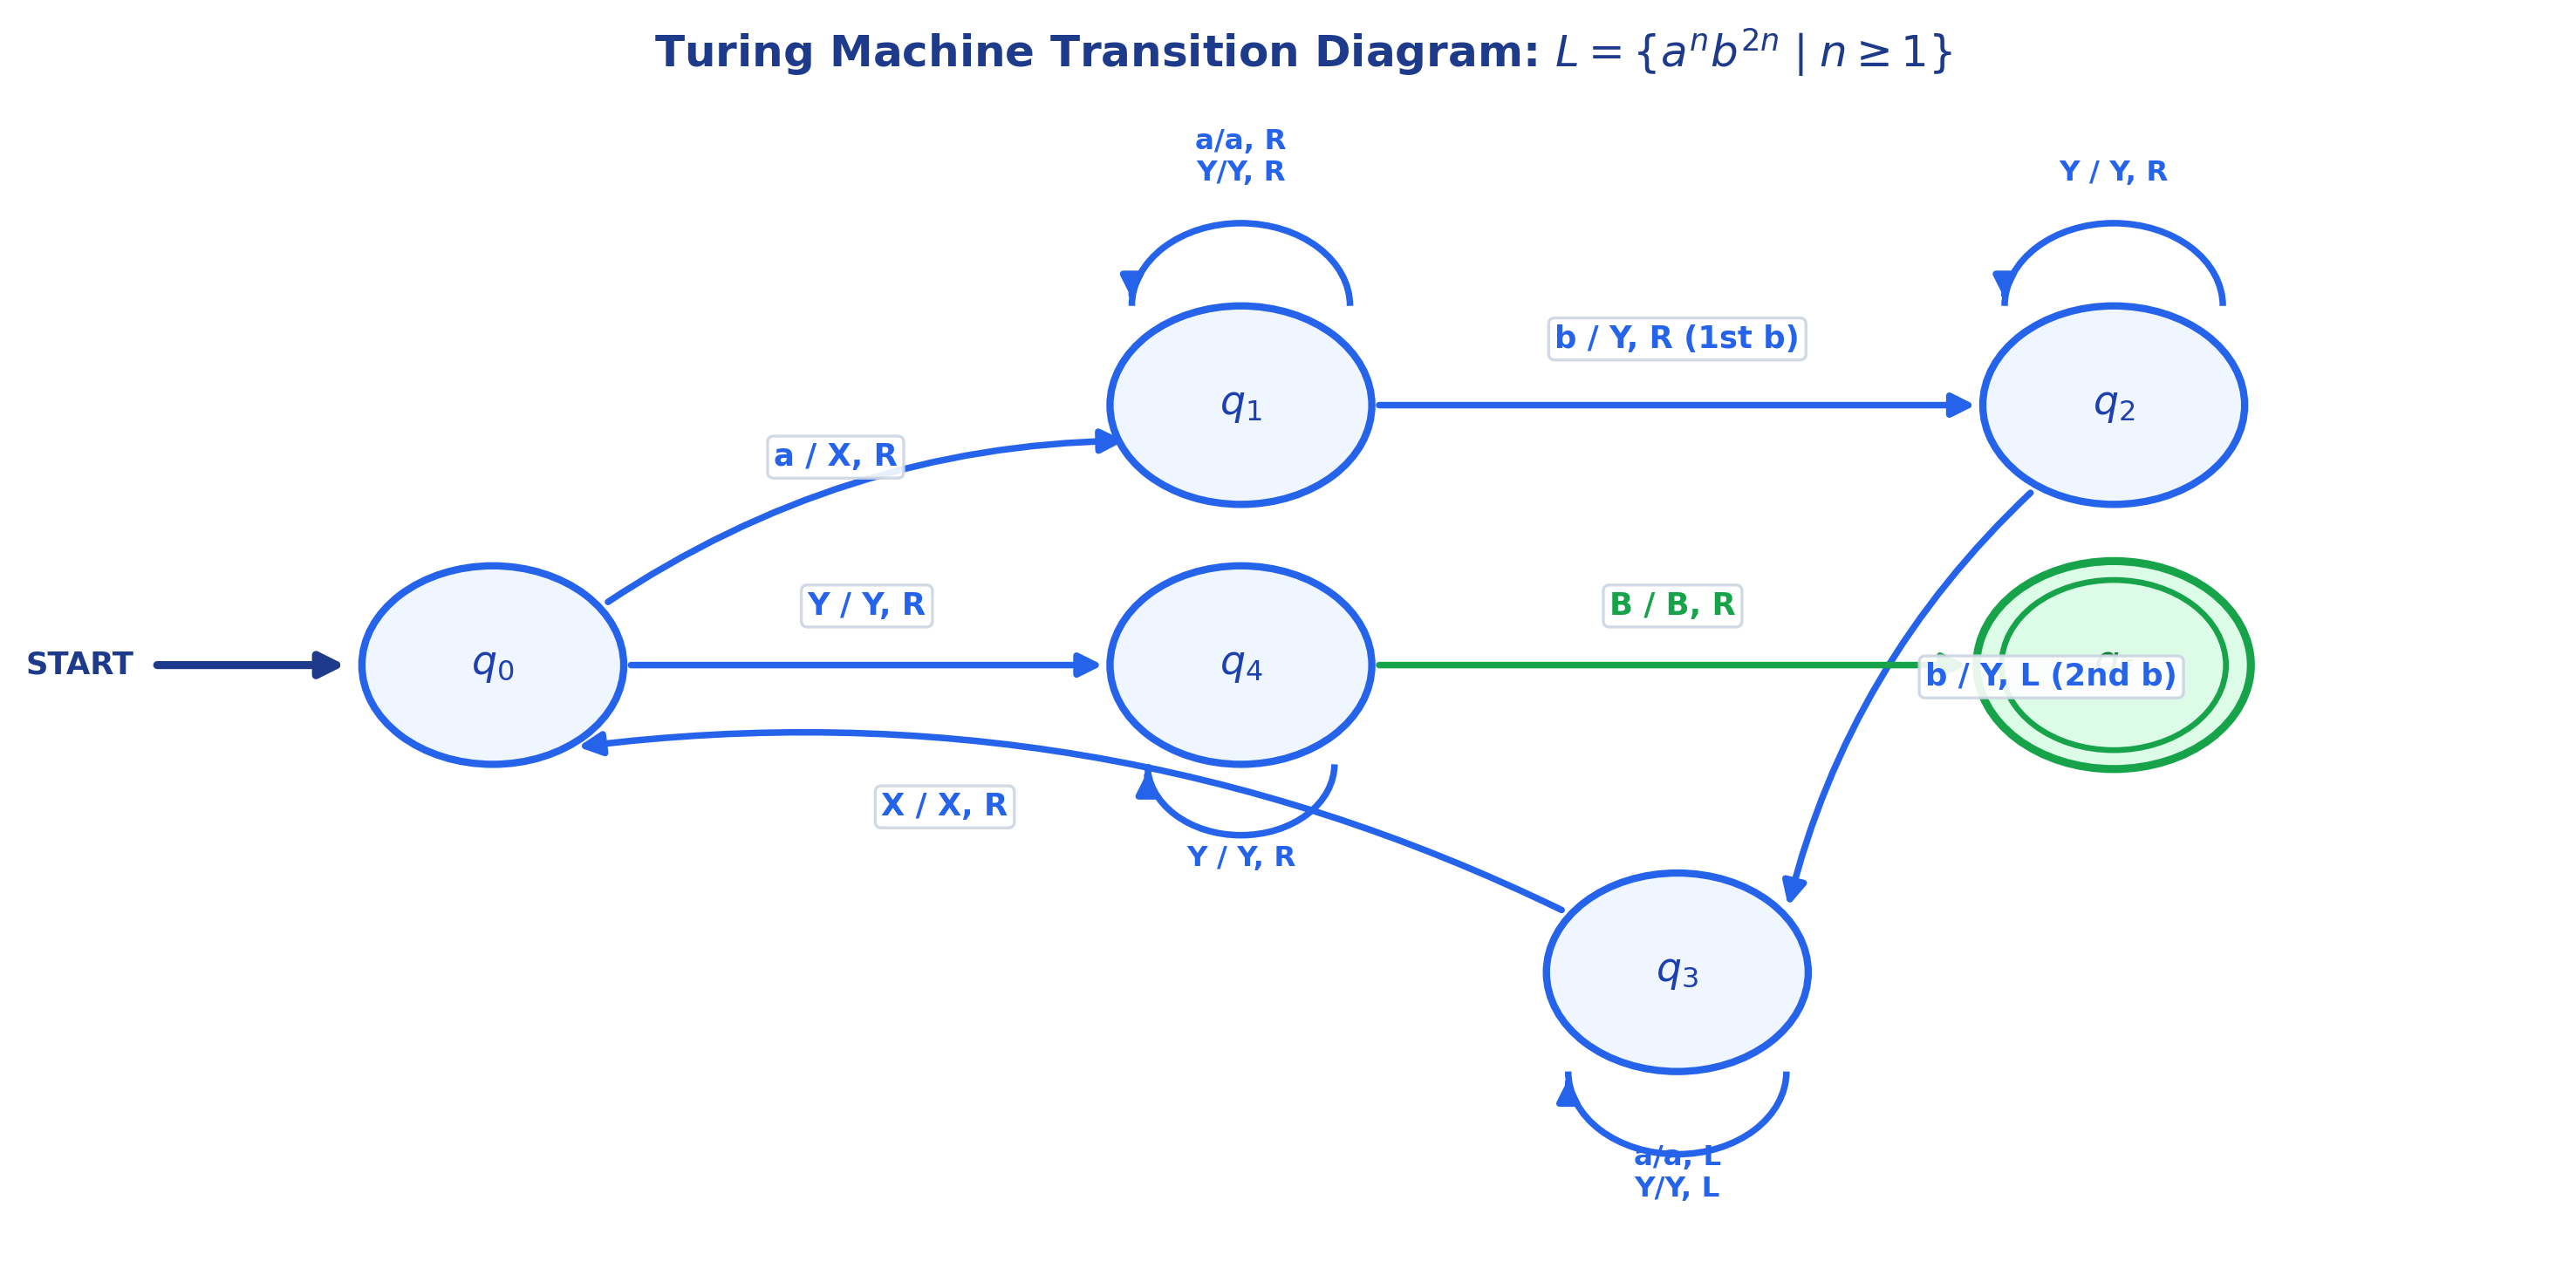 Turing Machine Transition Diagram: L = {aⁿb²ⁿ | n ≥ 1}
a/a, R
Y/Y, R
Y / Y, R
b / Y, R (1st b)
q₁
q₂
a / X, R
Y / Y, R
B / B, R
START
q₀
q₄
b / Y, L (2nd b)
X / X, R
Y / Y, R
q₃
a/a, L
Y/Y, L